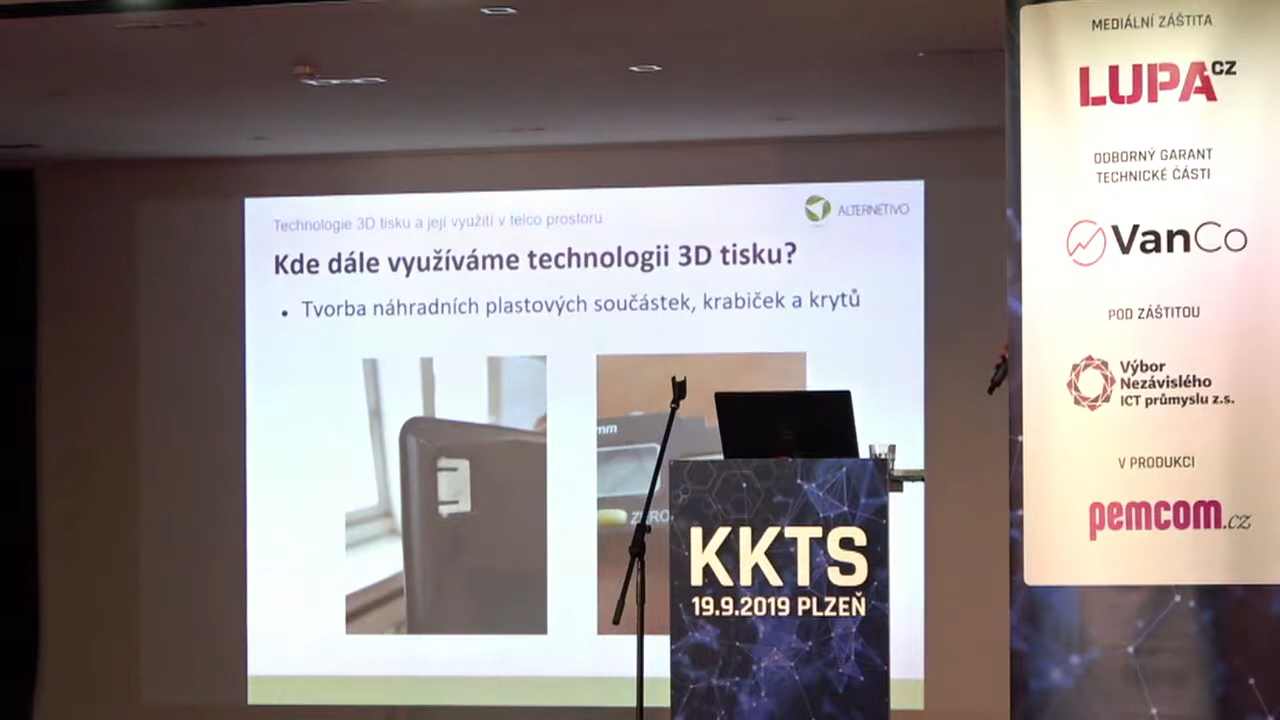 Technologie 3D tisku a její využití v telco prostoru
ALTERNETIVO
Kde dále využíváme technologii 3D tisku?
• Tvorba náhradních plastových součástek, krabiček a krytů
mm
ZERO
KKTS
19.9.2019 PLZEŇ
MEDIÁLNÍ ZÁŠTITA
LUPA CZ
ODBORNÝ GARANT
TECHNICKÉ ČÁSTI
VanCo
POD ZÁŠTITOU
Výbor
Nezávislého
ICT průmyslu z.s.
V PRODUKCI
pemcom.cz